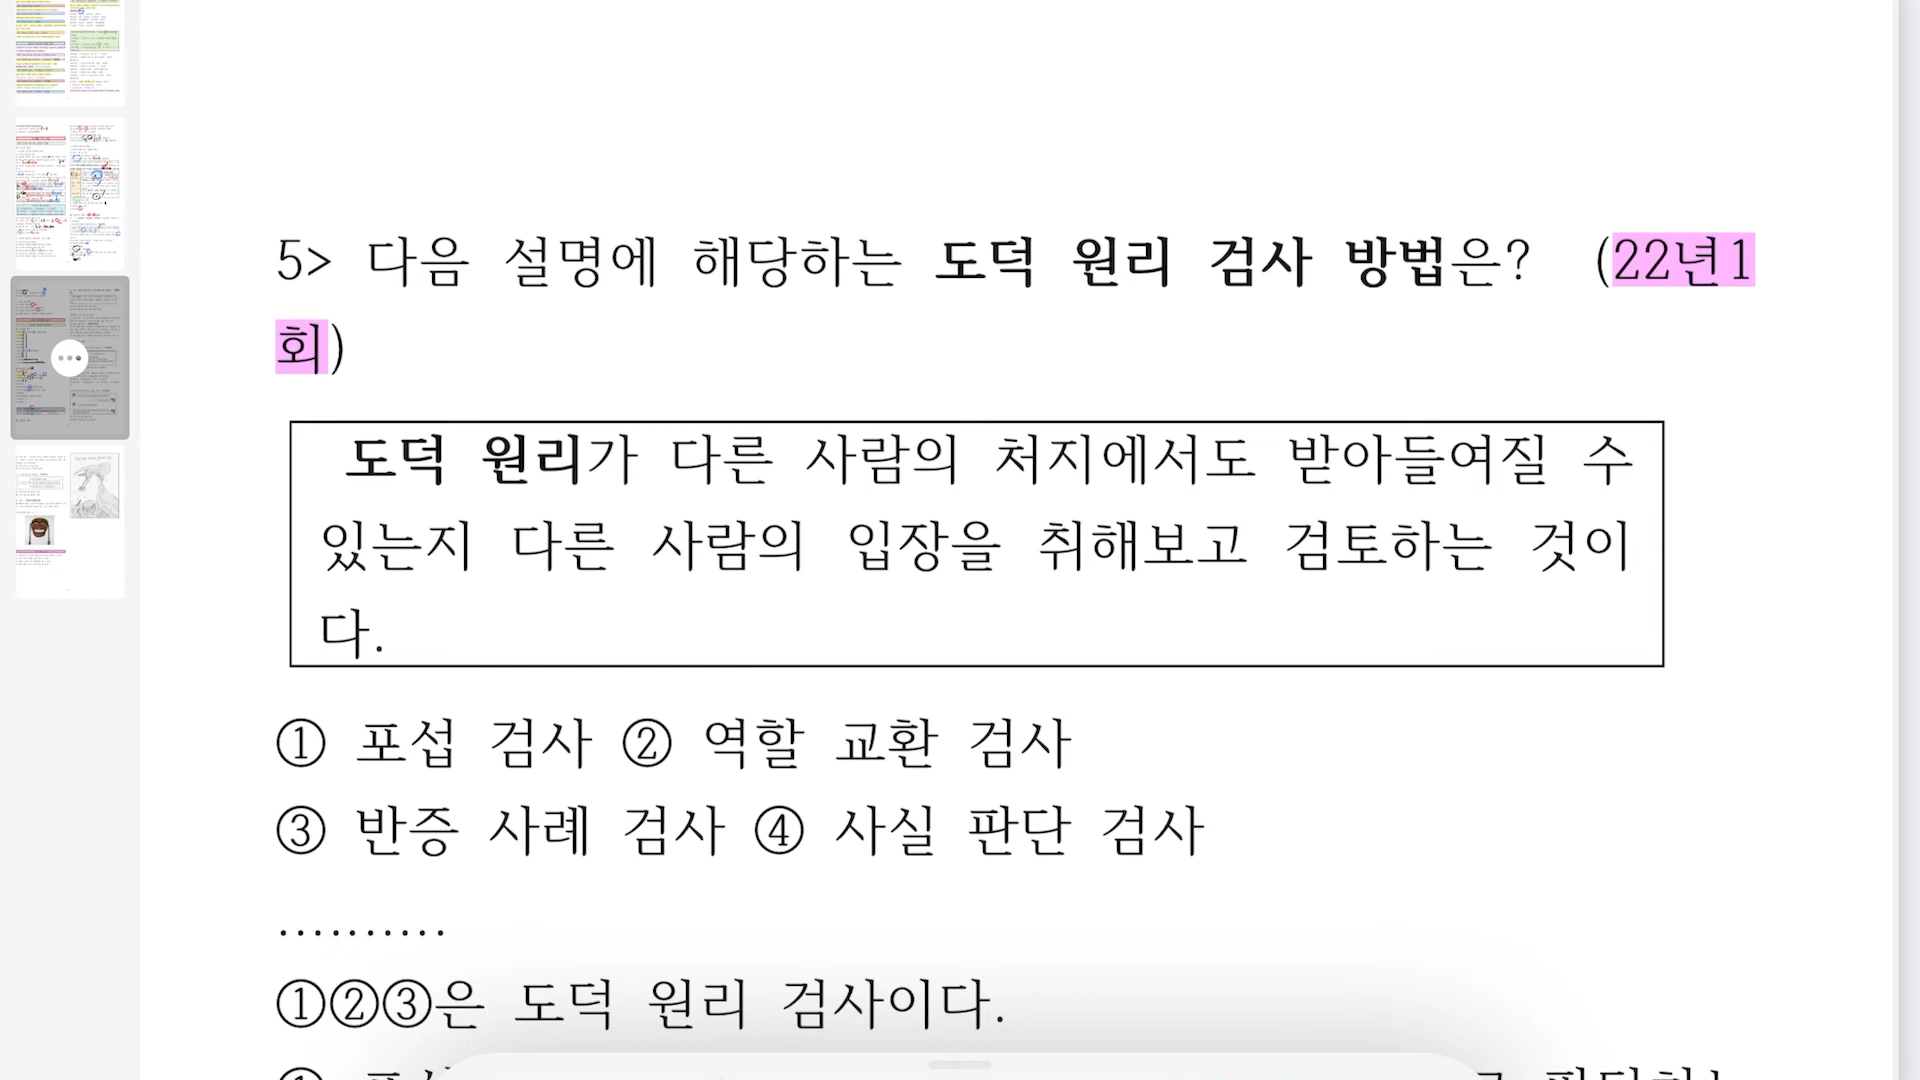 5> 다음 설명에 해당하는 도덕 원리 검사 방법은? (22년1
회)
도덕 원리가 다른 사람의 처지에서도 받아들여질 수
있는지 다른 사람의 입장을 취해보고 검토하는 것이
다.
① 포섭 검사 ② 역할 교환 검사
③ 반증 사례 검사 ④ 사실 판단 검사
..........
①②③은 도덕 원리 검사이다.